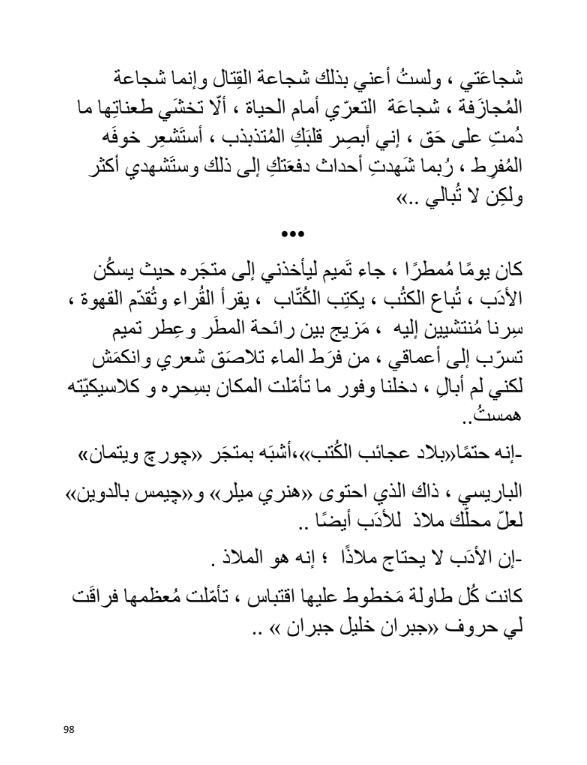 شجاعَتي ، ولستُ أعني بذلك شجاعة القِتال وإنما شجاعة
المُجازَفة ، شجاعَة  التعرّي أمام الحياة ، ألّا تخشَي طعناتِها ما
دُمتِ على حَق ، إني أبصِر قلبَكِ المُتذبذب ، أستَشعِر خوفَه
المُفرِط ، رُبما شَهدتِ أحداث دفعَتكِ إلى ذلك وستَشهدي أكثر
ولكِن لا تُبالي ..»
•••
كان يومًا مُمطرًا ، جاء تَميم ليأخذني إلى متجَره حيث يسكُن
الأدَب ، تُباع الكتُب ، يكتِب الكُتّاب  ، يقرأ القُراء وتُقدّم القهوة ،
سِرنا مُنتشيين إليه  ، مَزيج بين رائحة المطَر وعِطر تميم
تسرّب إلى أعماقي ، من فرَط الماء تلاصَق شعري وانكمَش
لكني لم أبالِ ، دخلنا وفور ما تأمّلت المكان بسِحرِه و كلاسيكيّته
همستُ..
-إنه حتمًا«بلاد عجائب الكُتب»،أشبَه بمتجَر «چورچ ويتمان»
الباريسي ، ذاك الذي احتوى «هنري ميلر» و«چيمس بالدوين»
لعلّ محلّك ملاذ  للأدَب أيضًا ..
-إن الأدَب لا يحتاج ملاذًا  ؛ إنه هو الملاذ .
كانت كُل طاولة مَخطوط عليها اقتباس ، تأمّلت مُعظمها فراقَت
لي حروف «جبران خليل جبران » ..
98